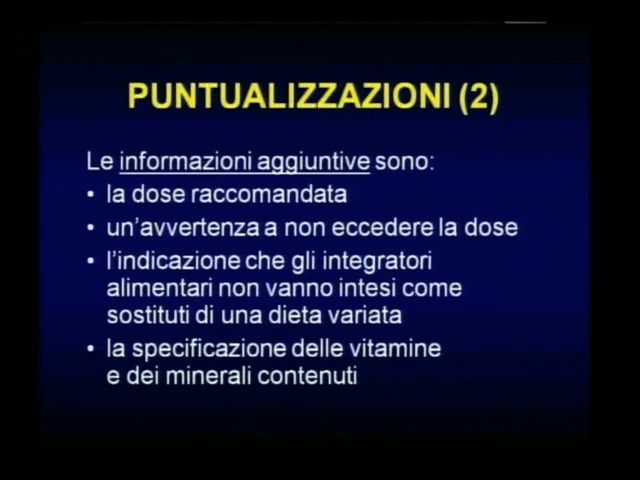 PUNTUALIZZAZIONI (2)
Le informazioni aggiuntive sono:
• la dose raccomandata
• un'avvertenza a non eccedere la dose
• l'indicazione che gli integratori
alimentari non vanno intesi come
sostituti di una dieta variata
• la specificazione delle vitamine
e dei minerali contenuti